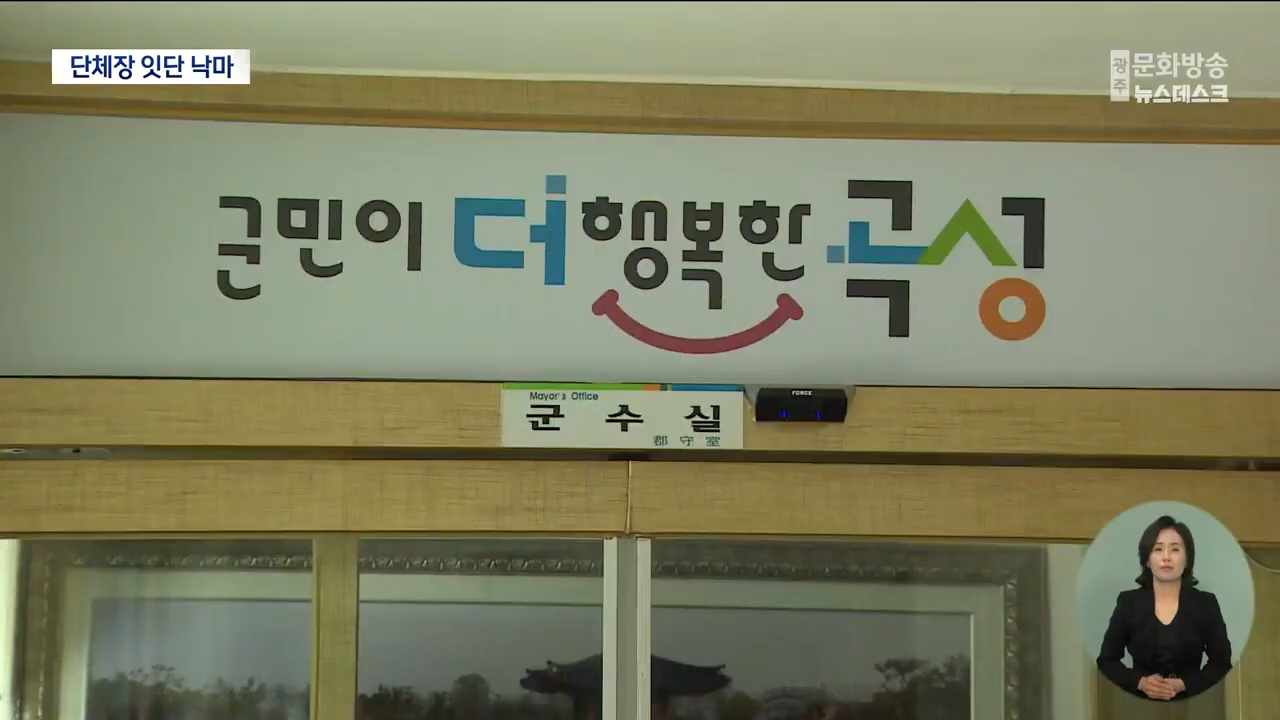 단체장 잇단 낙마
광주
문화방송
뉴스데스크
군민이 더 행복한 곡성
Mayor's Office
군수실
郡守室
FORCE